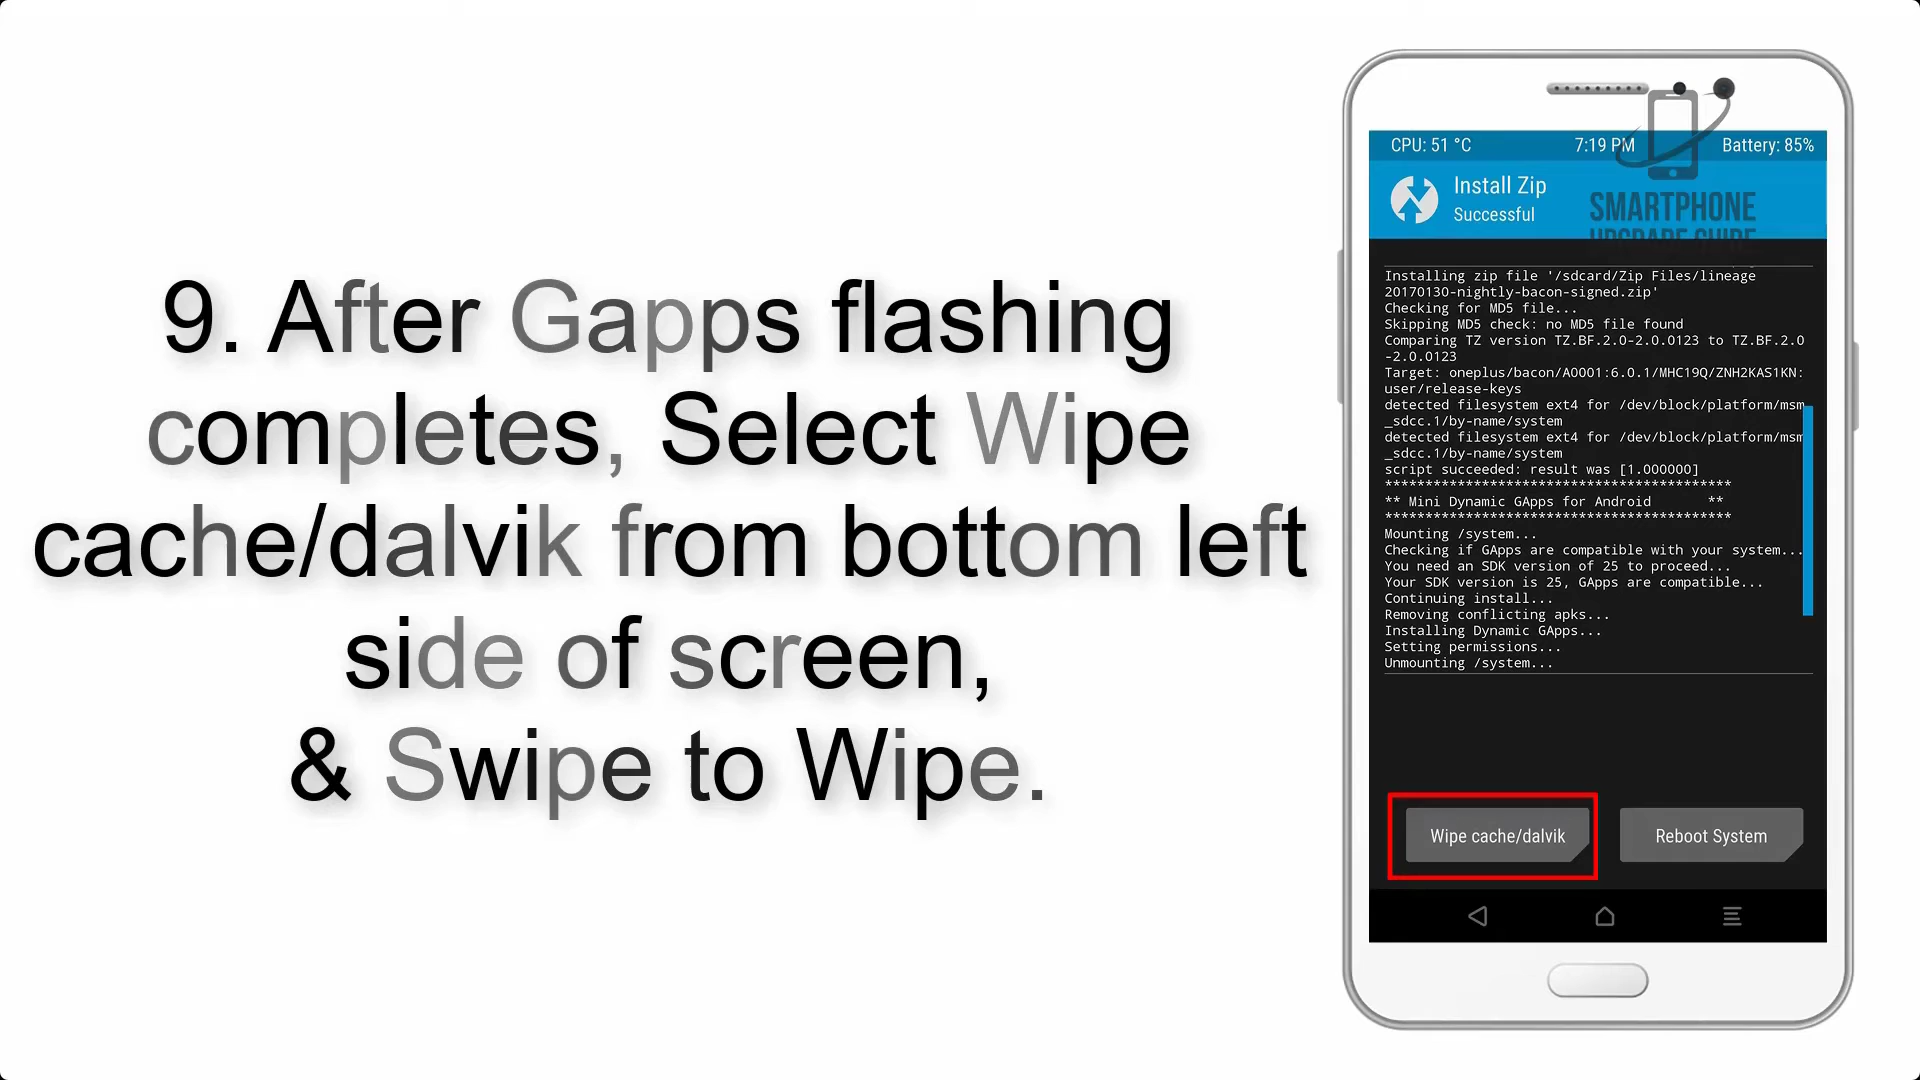 9. After Gapps flashing
completes, Select Wipe
cache/dalvik from bottom left
side of screen,
& Swipe to Wipe.
CPU: 51 °C 7:19 PM Battery: 85%
Install Zip
Successful
SMARTPHONE
UPGRADE GUIDE
Installing zip file '/sdcard/Zip Files/lineage
20170130-nightly-bacon-signed.zip'
Checking for MD5 file...
Skipping MD5 check: no MD5 file found
Comparing TZ version TZ.BF.2.0-2.0.0123 to TZ.BF.2.0
-2.0.0123
Target: oneplus/bacon/A0001:6.0.1/MHC19Q/ZNH2KAS1KN:
user/release-keys
detected filesystem ext4 for /dev/block/platform/msm
_sdcc.1/by-name/system
detected filesystem ext4 for /dev/block/platform/msm
_sdcc.1/by-name/system
script succeeded: result was [1.000000]
*******************************************
** Mini Dynamic GApps for Android **
*******************************************
Mounting /system...
Checking if GApps are compatible with your system...
You need an SDK version of 25 to proceed...
Your SDK version is 25, GApps are compatible...
Continuing install...
Removing conflicting apks...
Installing Dynamic GApps...
Setting permissions...
Unmounting /system...
Wipe cache/dalvik Reboot System